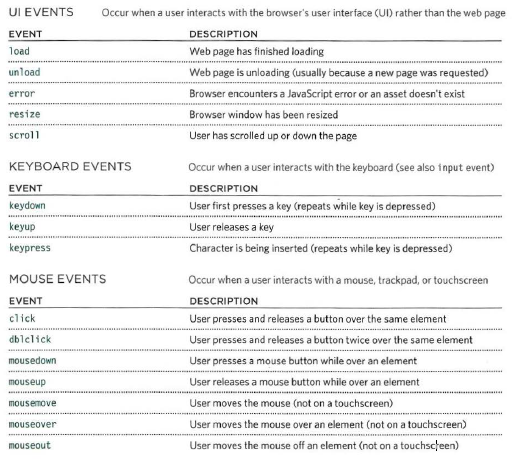 UI EVENTS Occur when a user interacts with the browser's user interface (UI) rather than the web page
EVENT DESCRIPTION
load Web page has finished loading
unload Web page is unloading (usually because a new page was requested)
error Browser encounters a JavaScript error or an asset doesn't exist
resize Browser window has been resized
scroll User has scrolled up or down the page
KEYBOARD EVENTS Occur when a user interacts with the keyboard (see also input event)
EVENT DESCRIPTION
keydown User first presses a key (repeats while key is depressed)
keyup User releases a key
keypress Character is being inserted (repeats while key is depressed)
MOUSE EVENTS Occur when a user interacts with a mouse, trackpad, or touchscreen
EVENT DESCRIPTION
click User presses and releases a button over the same element
dblclick User presses and releases a button twice over the same element
mousedown User presses a mouse button while over an element
mouseup User releases a mouse button while over an element
mousemove User moves the mouse (not on a touchscreen)
mouseover User moves the mouse over an element (not on a touchscreen)
mouseout User moves the mouse off an element (not on a touchscreen)